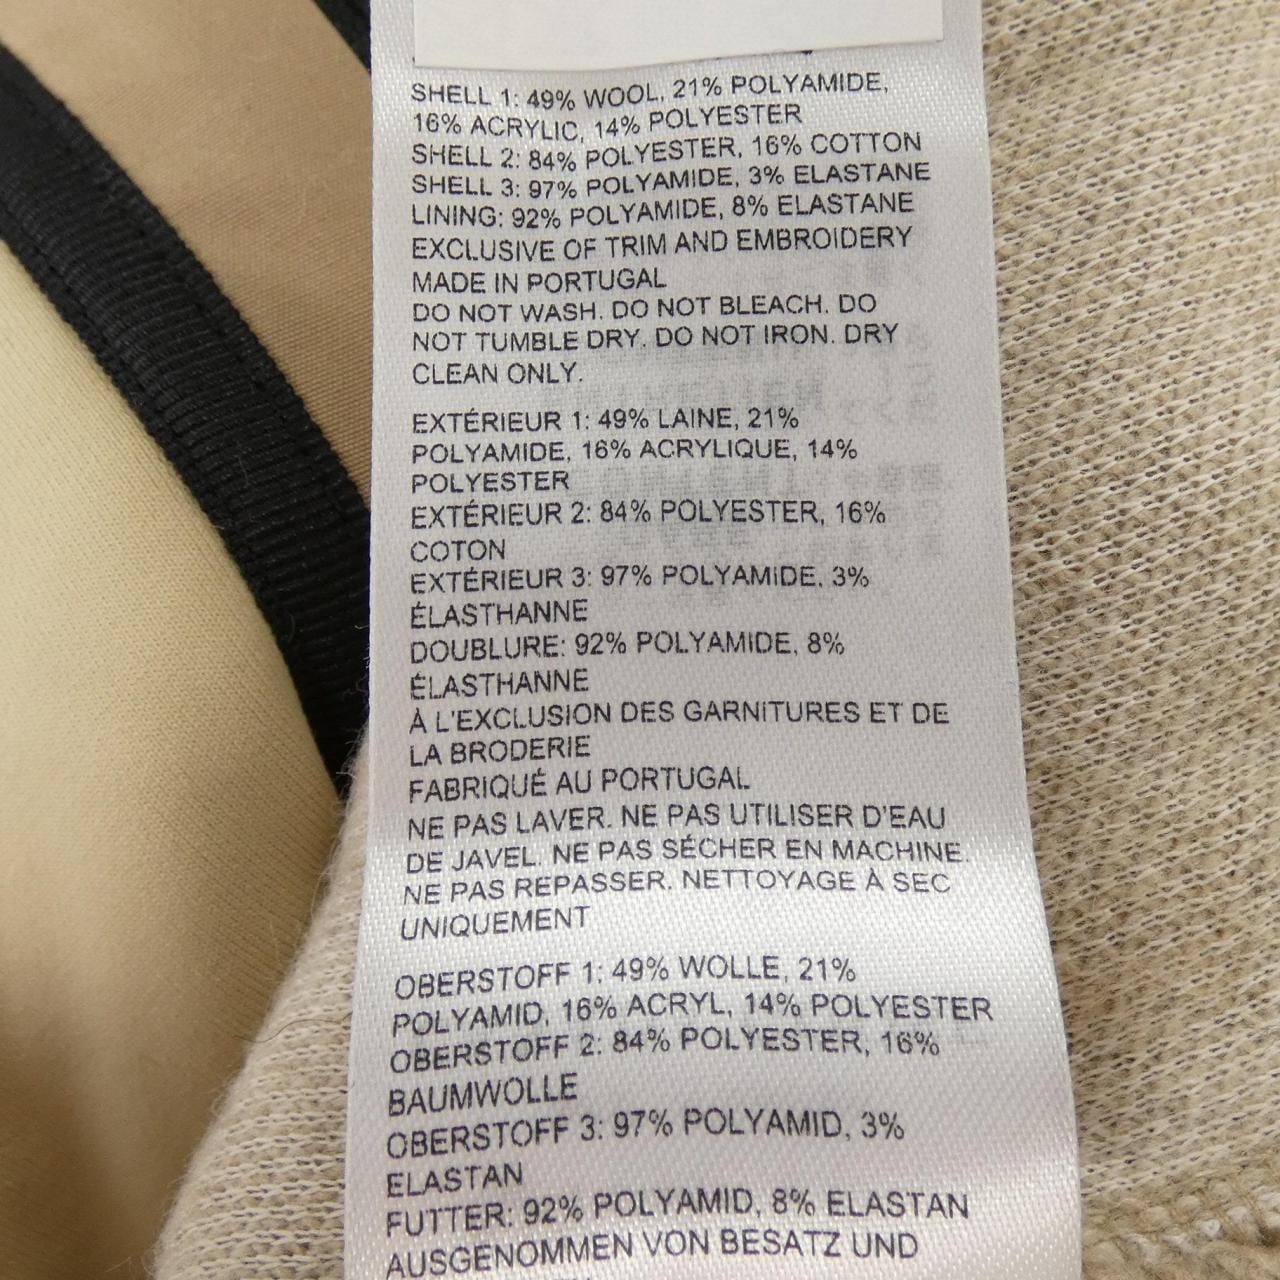 SHELL 1: 49% WOOL, 21% POLYAMIDE,
16% ACRYLIC, 14% POLYESTER
SHELL 2: 84% POLYESTER, 16% COTTON
SHELL 3: 97% POLYAMIDE, 3% ELASTANE
LINING: 92% POLYAMIDE, 8% ELASTANE
EXCLUSIVE OF TRIM AND EMBROIDERY
MADE IN PORTUGAL
DO NOT WASH. DO NOT BLEACH. DO
NOT TUMBLE DRY. DO NOT IRON. DRY
CLEAN ONLY.
EXTÉRIEUR 1: 49% LAINE, 21%
POLYAMIDE, 16% ACRYLIQUE, 14%
POLYESTER
EXTÉRIEUR 2: 84% POLYESTER, 16%
COTON
EXTÉRIEUR 3: 97% POLYAMIDE, 3%
ÉLASTHANNE
DOUBLURE: 92% POLYAMIDE, 8%
ÉLASTHANNE
À L'EXCLUSION DES GARNITURES ET DE
LA BRODERIE
FABRIQUÉ AU PORTUGAL
NE PAS LAVER. NE PAS UTILISER D'EAU
DE JAVEL. NE PAS SÉCHER EN MACHINE.
NE PAS REPASSER. NETTOYAGE À SEC
UNIQUEMENT
OBERSTOFF 1: 49% WOLLE, 21%
POLYAMID, 16% ACRYL, 14% POLYESTER
OBERSTOFF 2: 84% POLYESTER, 16%
BAUMWOLLE
OBERSTOFF 3: 97% POLYAMID, 3%
ELASTAN
FUTTER: 92% POLYAMID, 8% ELASTAN
AUSGENOMMEN VON BESATZ UND